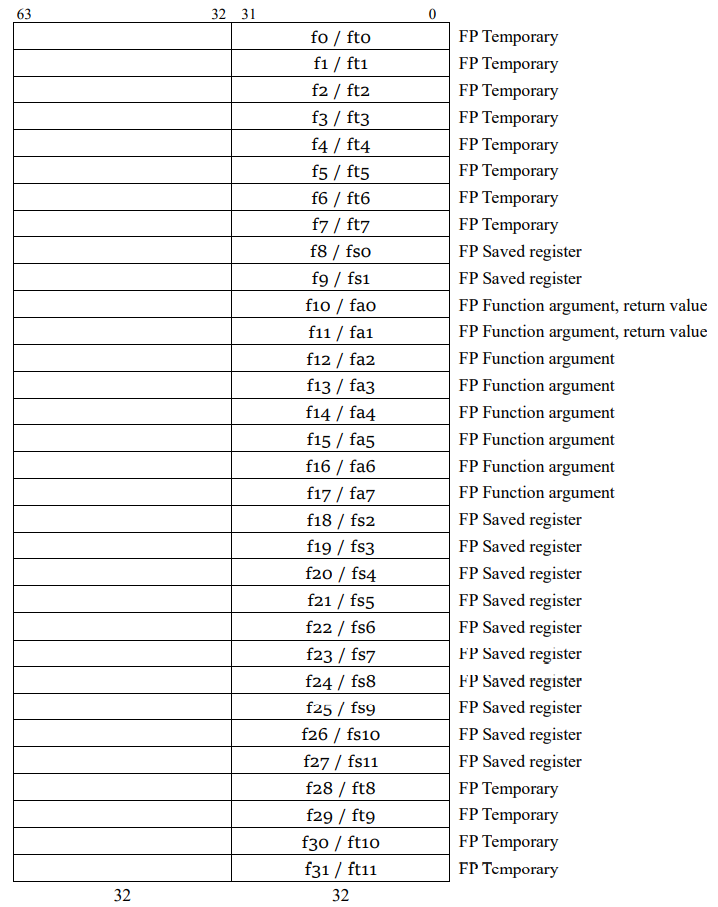 63 32 31 0
f0 / ft0 FP Temporary
f1 / ft1 FP Temporary
f2 / ft2 FP Temporary
f3 / ft3 FP Temporary
f4 / ft4 FP Temporary
f5 / ft5 FP Temporary
f6 / ft6 FP Temporary
f7 / ft7 FP Temporary
f8 / fs0 FP Saved register
f9 / fs1 FP Saved register
f10 / fa0 FP Function argument, return value
f11 / fa1 FP Function argument, return value
f12 / fa2 FP Function argument
f13 / fa3 FP Function argument
f14 / fa4 FP Function argument
f15 / fa5 FP Function argument
f16 / fa6 FP Function argument
f17 / fa7 FP Function argument
f18 / fs2 FP Saved register
f19 / fs3 FP Saved register
f20 / fs4 FP Saved register
f21 / fs5 FP Saved register
f22 / fs6 FP Saved register
f23 / fs7 FP Saved register
f24 / fs8 FP Saved register
f25 / fs9 FP Saved register
f26 / fs10 FP Saved register
f27 / fs11 FP Saved register
f28 / ft8 FP Temporary
f29 / ft9 FP Temporary
f30 / ft10 FP Temporary
f31 / ft11 FP Temporary
32 32